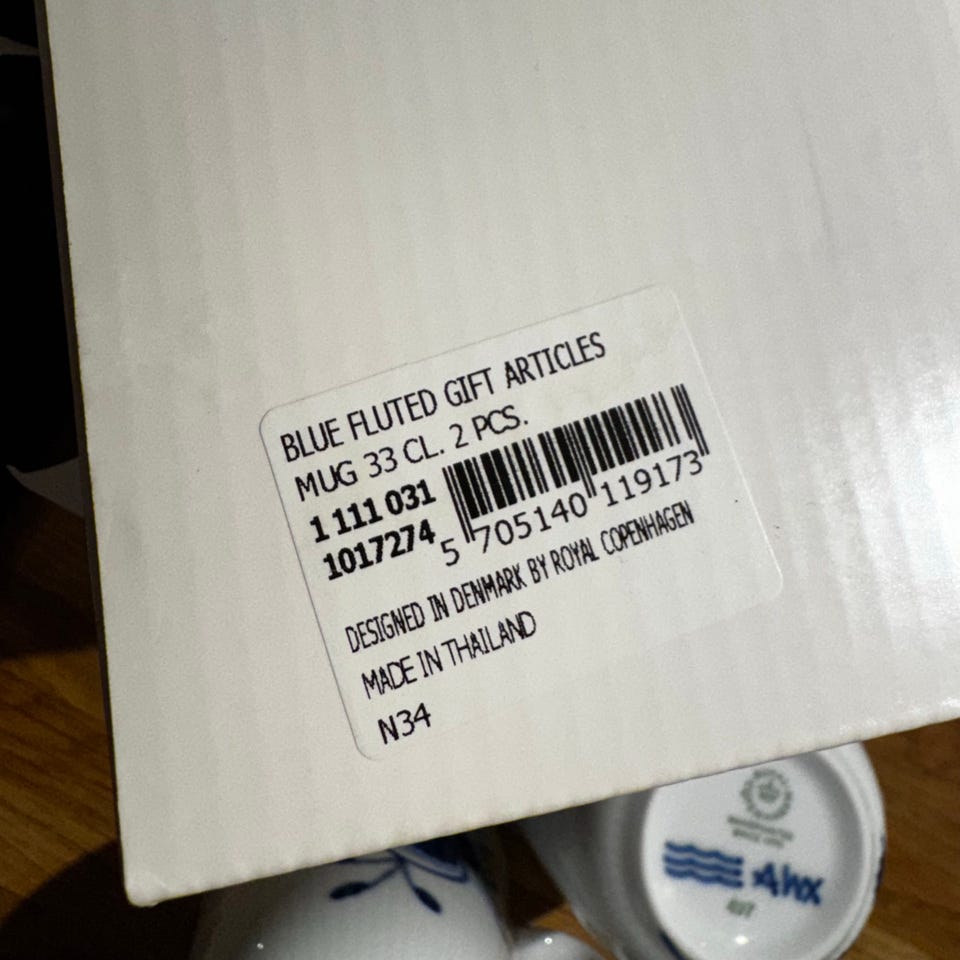 BLUE FLUTED GIFT ARTICLES
MUG 33 CL. 2 PCS.
1 111 031
1017274
5 705140 119173
DESIGNED IN DENMARK BY ROYAL COPENHAGEN
MADE IN THAILAND
N34